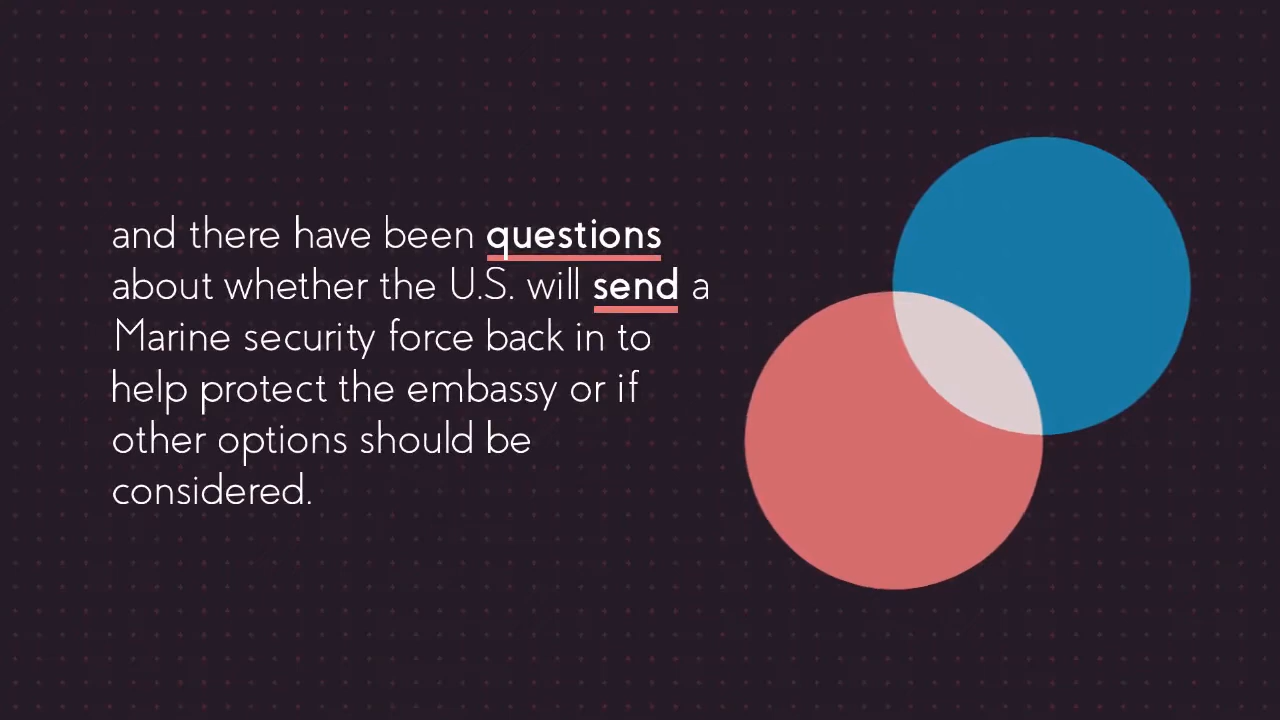 and there have been questions
about whether the U.S. will send a
Marine security force back in to
help protect the embassy or if
other options should be
considered.